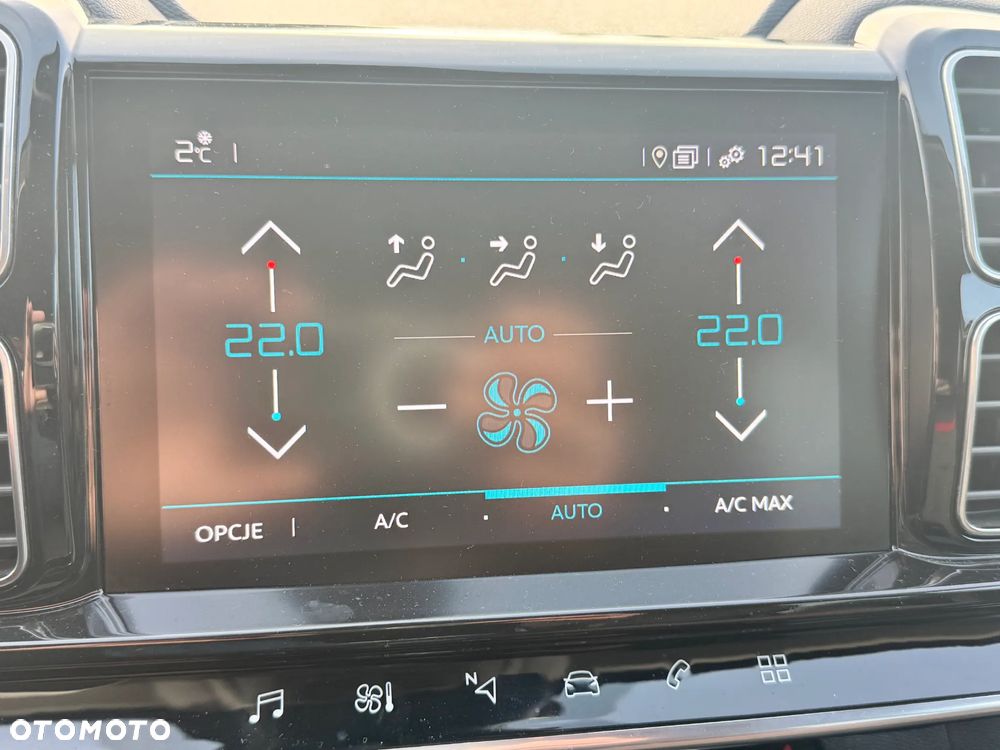 2°C 12:41
22.0 AUTO 22.0
OPCJE A/C AUTO A/C MAX
N
OTOMOTO